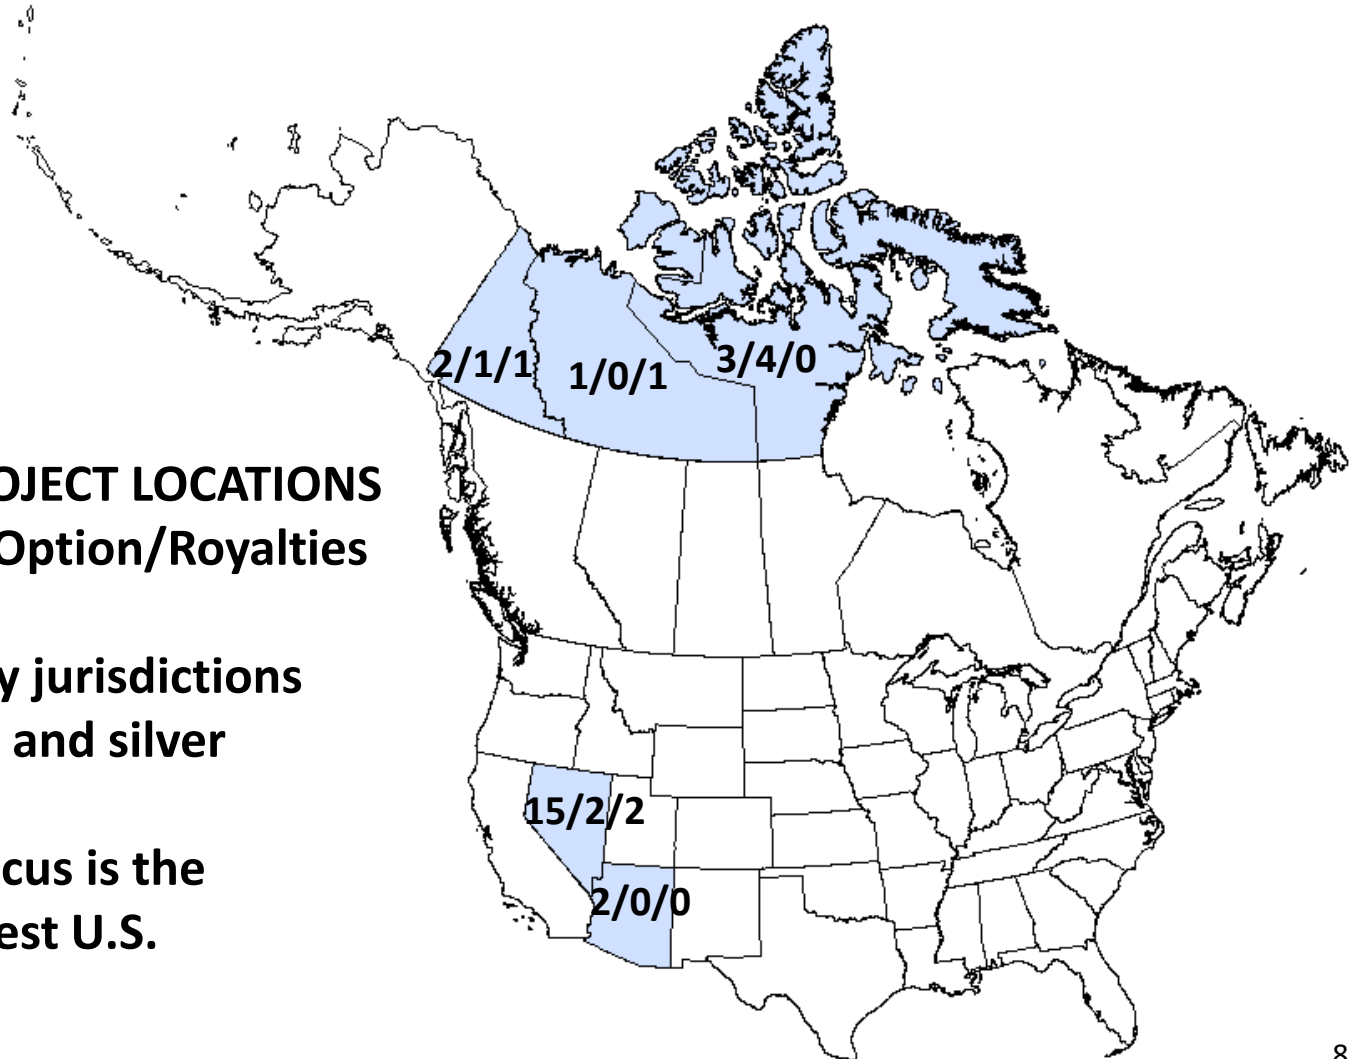 OJECT LOCATIONS
Option/Royalties
y jurisdictions
and silver
cus is the
est U.S.
2/1/1
1/0/1
3/4/0
15/2/2
2/0/0
8